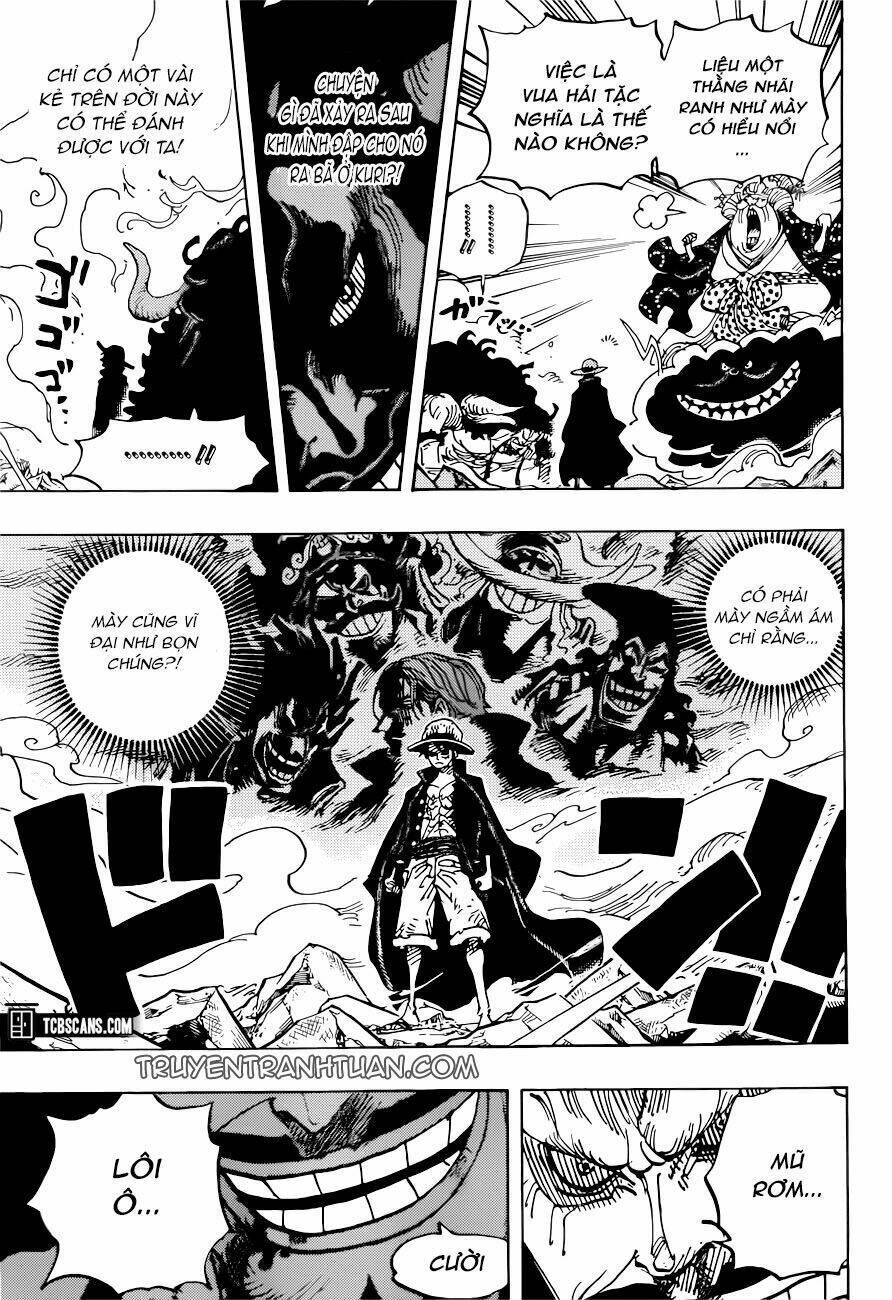 LIỆU MỘT
THẰNG NHÃI
RANH NHƯ MÀY
CÓ HIỂU NỔI
...
VIỆC LÀ
VUA HẢI TẶC
NGHĨA LÀ THẾ
NÀO KHÔNG?
CHUYỆN
GÌ ĐÃ XẢY RA SAU
KHI MÌNH ĐẬP CHO NÓ
RA BÃ Ở KURI?!
CHỈ CÓ MỘT VÀI
KẺ TRÊN ĐỜI NÀY
CÓ THỂ ĐÁNH
ĐƯỢC VỚI TA!
CÓ PHẢI
MÀY NGẦM ÁM
CHỈ RẰNG...
MÀY CŨNG VĨ
ĐẠI NHƯ BỌN
CHÚNG?!
ドン!!
TCBSCANS.COM
TRUYENTRANHTUAN.COM
MŨ
RƠM...
LÔI
Ô...
CƯỜI